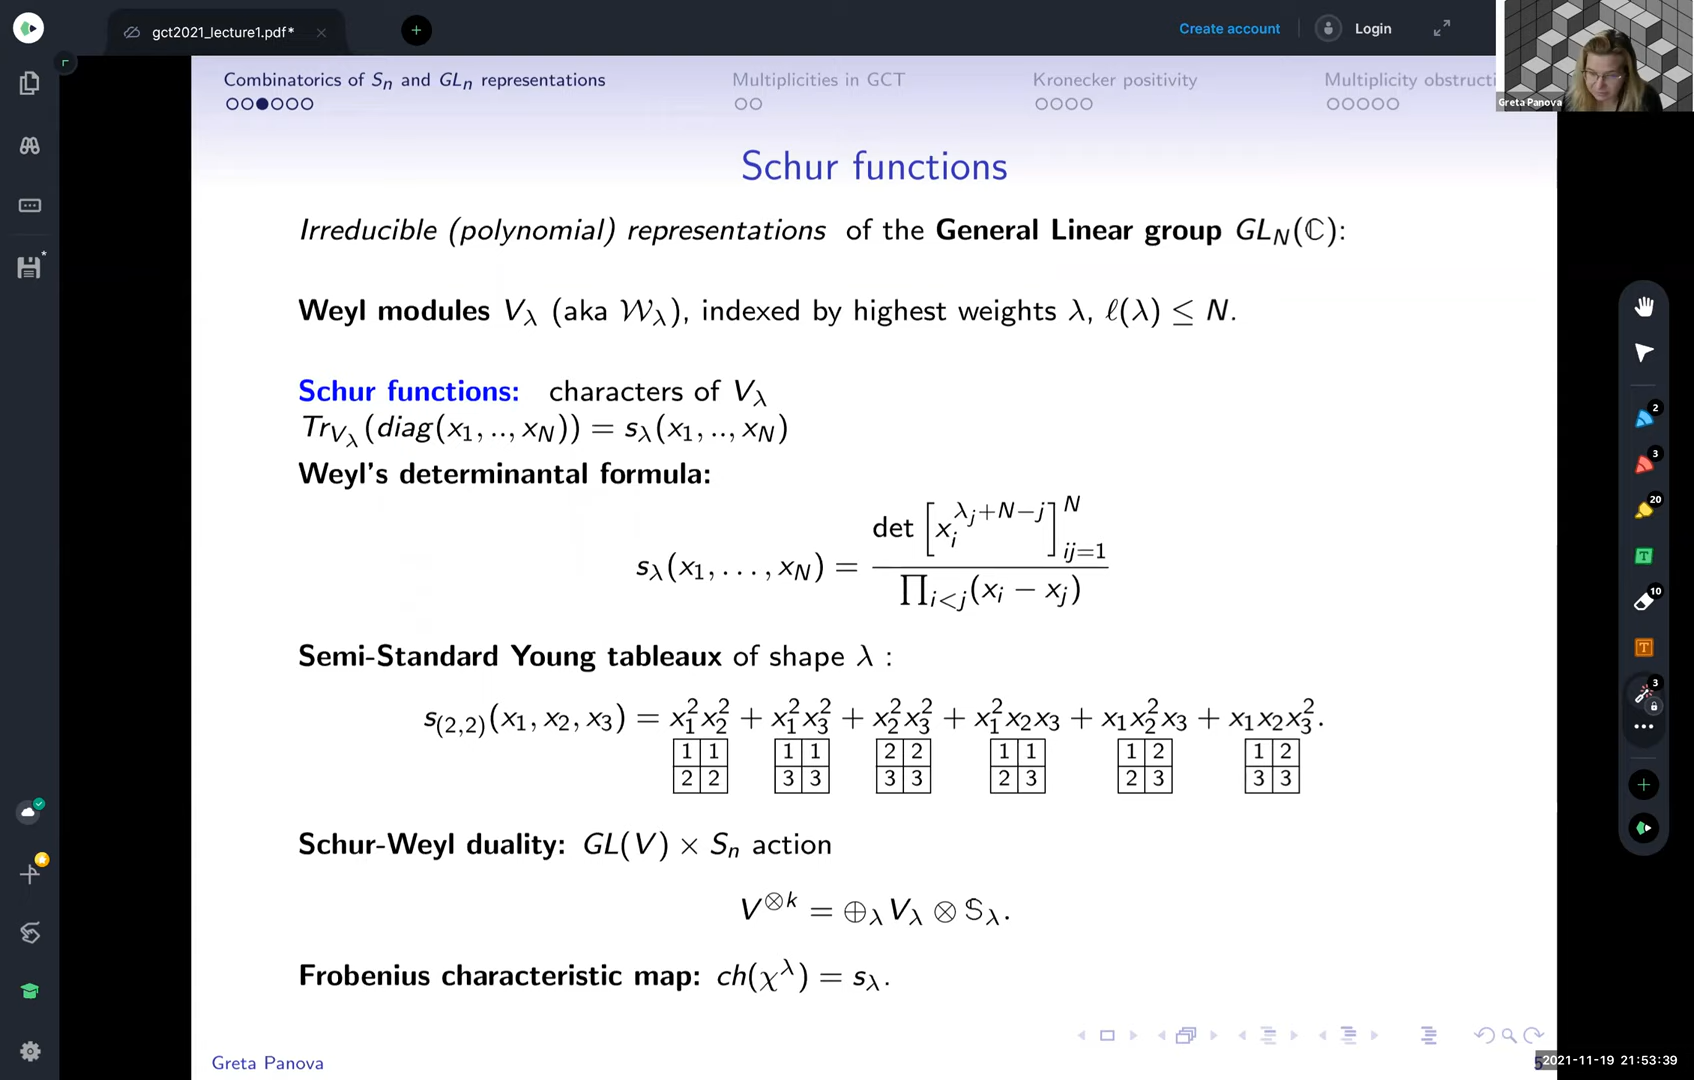 gct2021_lecture1.pdf*
Create account
Login
Greta Panova
Combinatorics of Sₙ and GLₙ representations
Multiplicities in GCT
Kronecker positivity
Multiplicity obstructi
Schur functions
Irreducible (polynomial) representations of the General Linear group GL_N(ℂ):
Weyl modules V_λ (aka 𝒲_λ), indexed by highest weights λ, ℓ(λ) ≤ N.
Schur functions: characters of V_λ
Tr_{V_λ}(diag(x₁, .., x_N)) = s_λ(x₁, .., x_N)
Weyl's determinantal formula:
s_λ(x₁, . . . , x_N) = det [x_i^{λ_j+N−j}]_{ij=1}^N / ∏_{i<j}(x_i − x_j)
Semi-Standard Young tableaux of shape λ :
s_{(2,2)}(x₁, x₂, x₃) = x₁²x₂² + x₁²x₃² + x₂²x₃² + x₁²x₂x₃ + x₁x₂²x₃ + x₁x₂x₃².
1 1 1 1 2 2 1 1 1 2 1 2
2 2 3 3 3 3 2 3 2 3 3 3
Schur-Weyl duality: GL(V) × Sₙ action
V^{⊗k} = ⊕_λ V_λ ⊗ 𝕊_λ.
Frobenius characteristic map: ch(χ^λ) = s_λ.
2
3
20
T
10
T
3
Greta Panova
5
2021-11-19 21:53:39